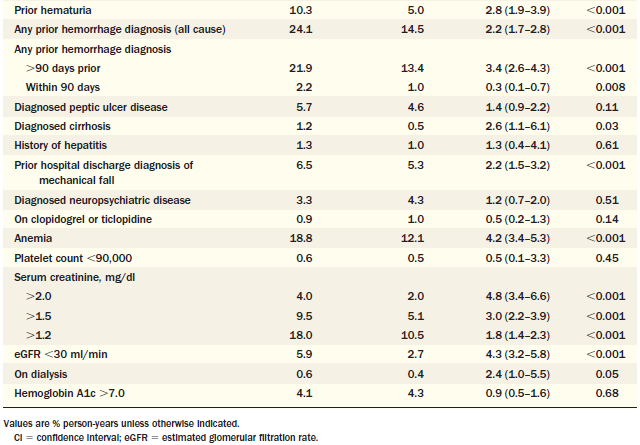 Prior hematuria 10.3 5.0 2.8 (1.9–3.9) <0.001
Any prior hemorrhage diagnosis (all cause) 24.1 14.5 2.2 (1.7–2.8) <0.001
Any prior hemorrhage diagnosis
>90 days prior 21.9 13.4 3.4 (2.6–4.3) <0.001
Within 90 days 2.2 1.0 0.3 (0.1–0.7) 0.008
Diagnosed peptic ulcer disease 5.7 4.6 1.4 (0.9–2.2) 0.11
Diagnosed cirrhosis 1.2 0.5 2.6 (1.1–6.1) 0.03
History of hepatitis 1.3 1.0 1.3 (0.4–4.1) 0.61
Prior hospital discharge diagnosis of 6.5 5.3 2.2 (1.5–3.2) <0.001
mechanical fall
Diagnosed neuropsychiatric disease 3.3 4.3 1.2 (0.7–2.0) 0.51
On clopidogrel or ticlopidine 0.9 1.0 0.5 (0.2–1.3) 0.14
Anemia 18.8 12.1 4.2 (3.4–5.3) <0.001
Platelet count <90,000 0.6 0.5 0.5 (0.1–3.3) 0.45
Serum creatinine, mg/dl
>2.0 4.0 2.0 4.8 (3.4–6.6) <0.001
>1.5 9.5 5.1 3.0 (2.2–3.9) <0.001
>1.2 18.0 10.5 1.8 (1.4–2.3) <0.001
eGFR <30 ml/min 5.9 2.7 4.3 (3.2–5.8) <0.001
On dialysis 0.6 0.4 2.4 (1.0–5.5) 0.05
Hemoglobin A1c >7.0 4.1 4.3 0.9 (0.5–1.6) 0.68
Values are % person-years unless otherwise indicated.
CI = confidence interval; eGFR = estimated glomerular filtration rate.